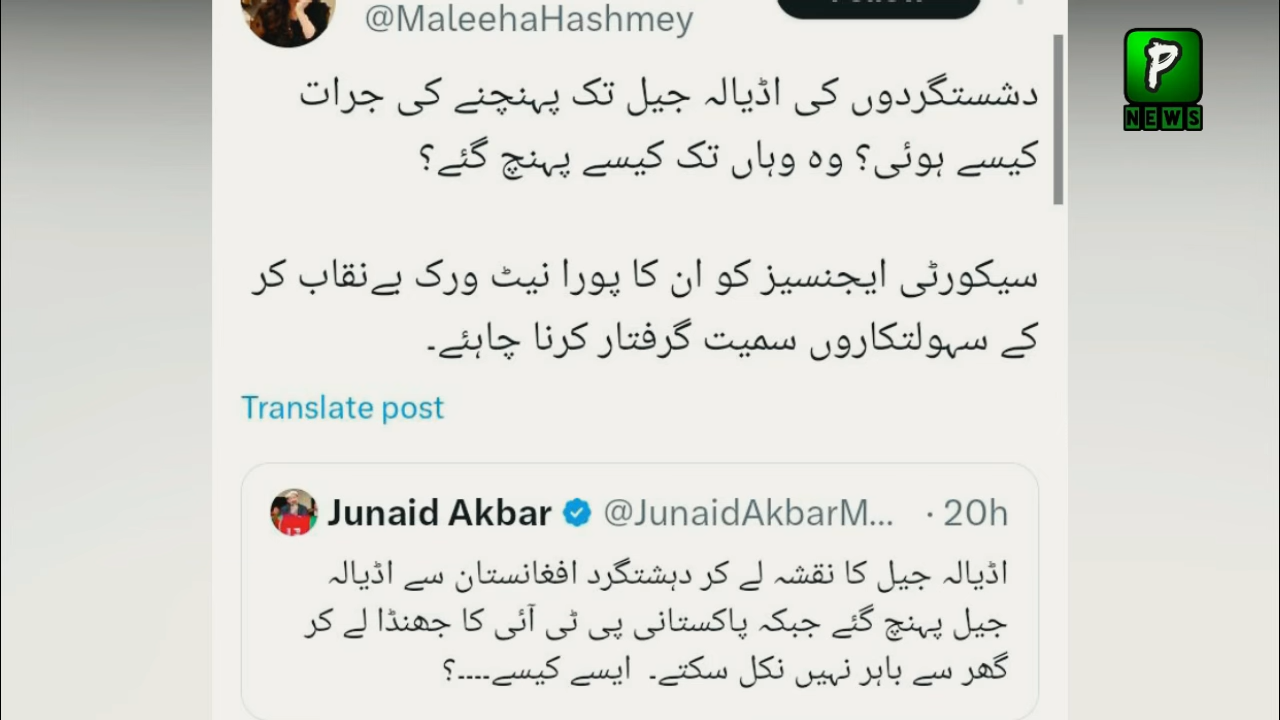 @MaleehaHashmey
P
NEWS
دشستگردوں کی اڈیالہ جیل تک پہنچنے کی جرات
کیسے ہوئی؟ وہ وہاں تک کیسے پہنچ گئے؟
سیکورٹی ایجنسیز کو ان کا پورا نیٹ ورک بےنقاب کر
کے سہولتکاروں سمیت گرفتار کرنا چاہئے۔
Translate post
Junaid Akbar @JunaidAkbarM... · 20h
اڈیالہ جیل کا نقشہ لے کر دہشتگرد افغانستان سے اڈیالہ
جیل پہنچ گئے جبکہ پاکستانی پی ٹی آئی کا جھنڈا لے کر
گھر سے باہر نہیں نکل سکتے۔ ایسے کیسے....؟